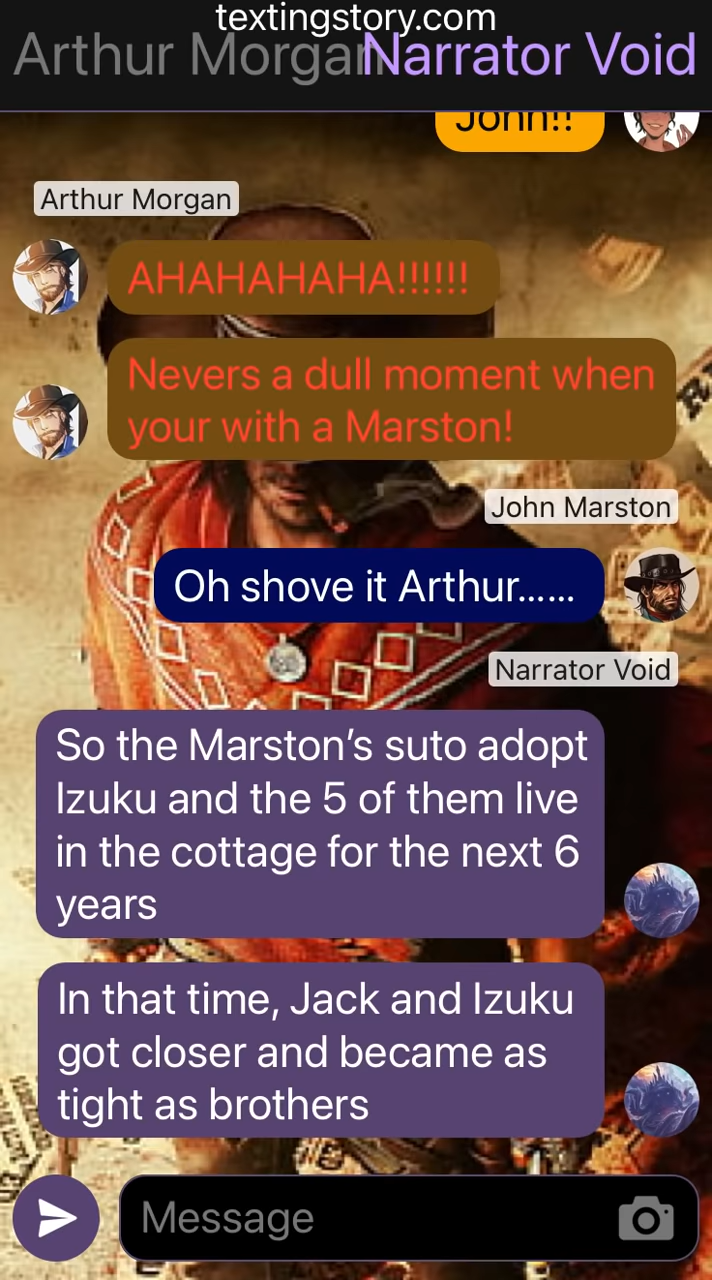 textingstory.com
Arthur Morgan
Narrator Void
John!!
Arthur Morgan
AHAHAHAHA!!!!!!
Nevers a dull moment when
your with a Marston!
John Marston
Oh shove it Arthur......
Narrator Void
So the Marston’s suto adopt
Izuku and the 5 of them live
in the cottage for the next 6
years
In that time, Jack and Izuku
got closer and became as
tight as brothers
Message